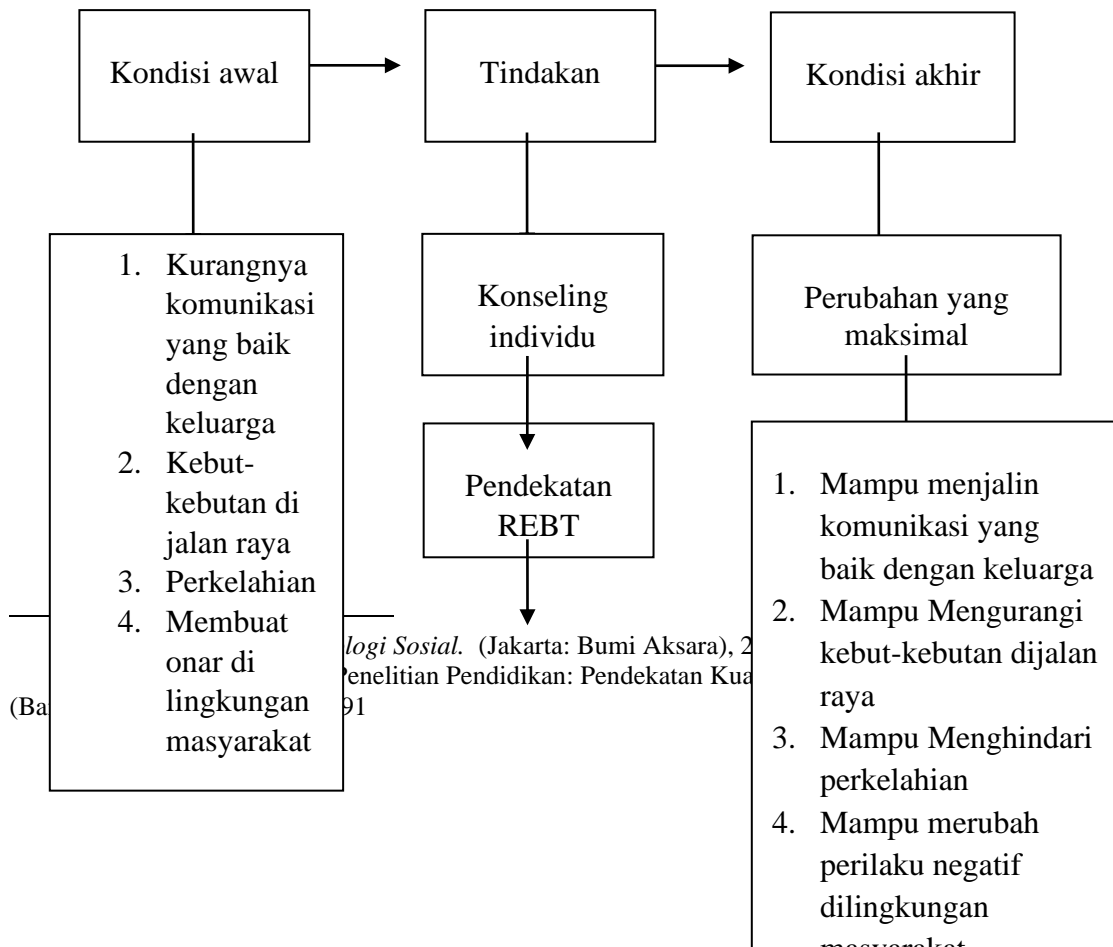 Kondisi awal
Tindakan
Kondisi akhir
1. Kurangnya
komunikasi
yang baik
dengan
keluarga
2. Kebut-
kebutan di
jalan raya
3. Perkelahian
4. Membuat
onar di
lingkungan
masyarakat
Konseling
individu
Pendekatan
REBT
Perubahan yang
maksimal
1. Mampu menjalin
komunikasi yang
baik dengan keluarga
2. Mampu Mengurangi
kebut-kebutan dijalan
raya
3. Mampu Menghindari
perkelahian
4. Mampu merubah
perilaku negatif
dilingkungan
masyarakat
logi Sosial. (Jakarta: Bumi Aksara), 2
enelitian Pendidikan: Pendekatan Kua
(Ba 91